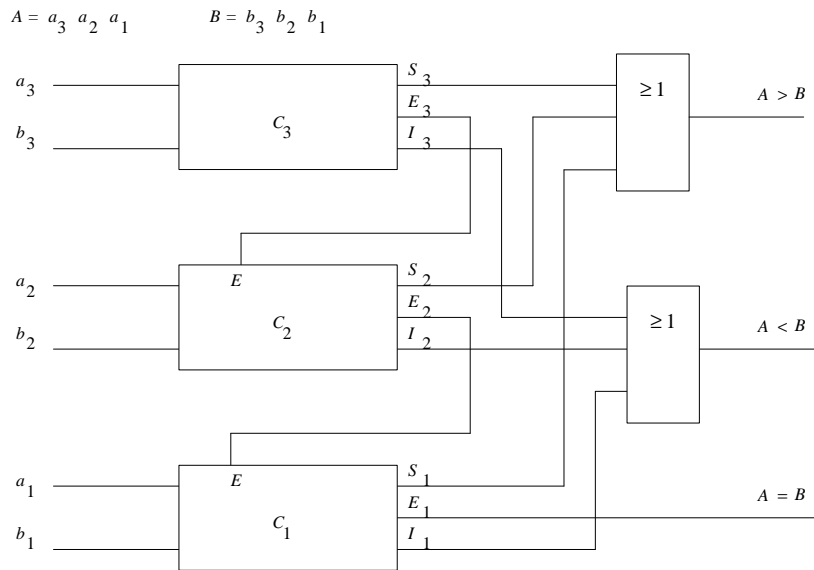 A = a3 a2 a1 B = b3 b2 b1
a3 S3
≥1 A > B
E3
C3
b3 I3
a2 E S2
E2
≥1
C2
b2 I2 A < B
a1 E S1
E1 A = B
C1
b1 I1